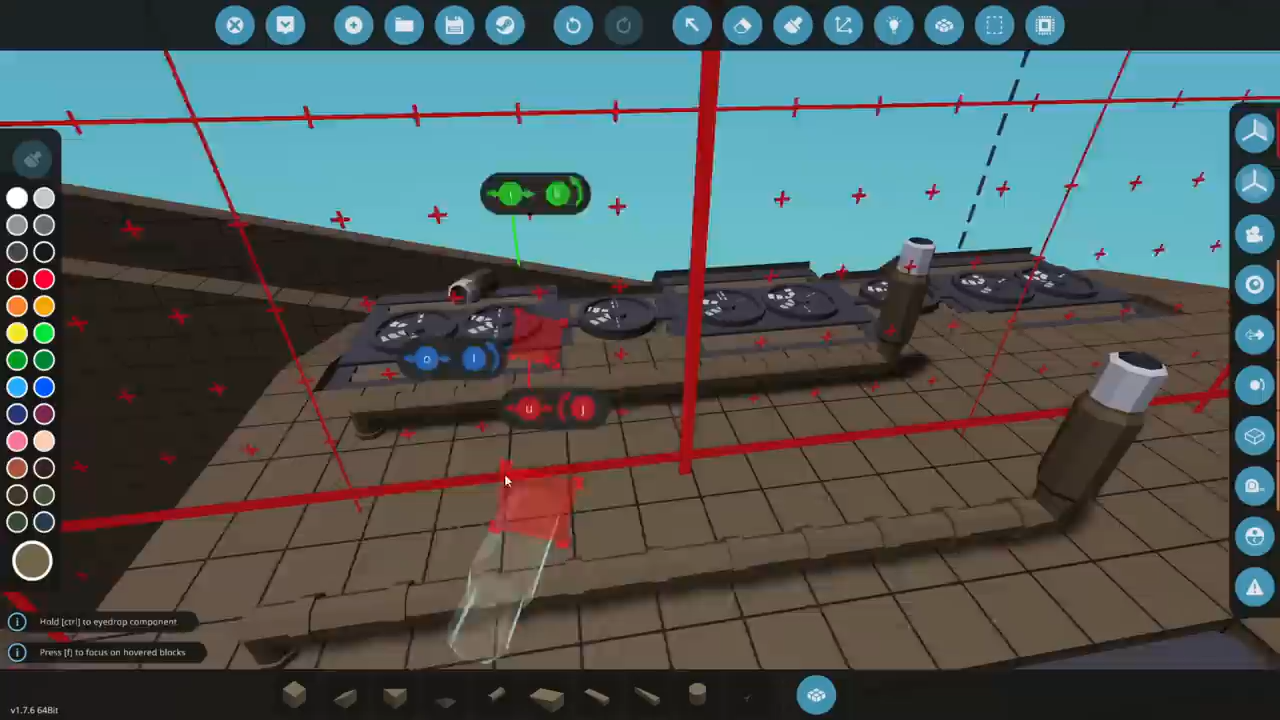 o l
u j
Hold [ctrl] to eyedrop component
Press [f] to focus on hovered blocks
v1.7.6 64Bit